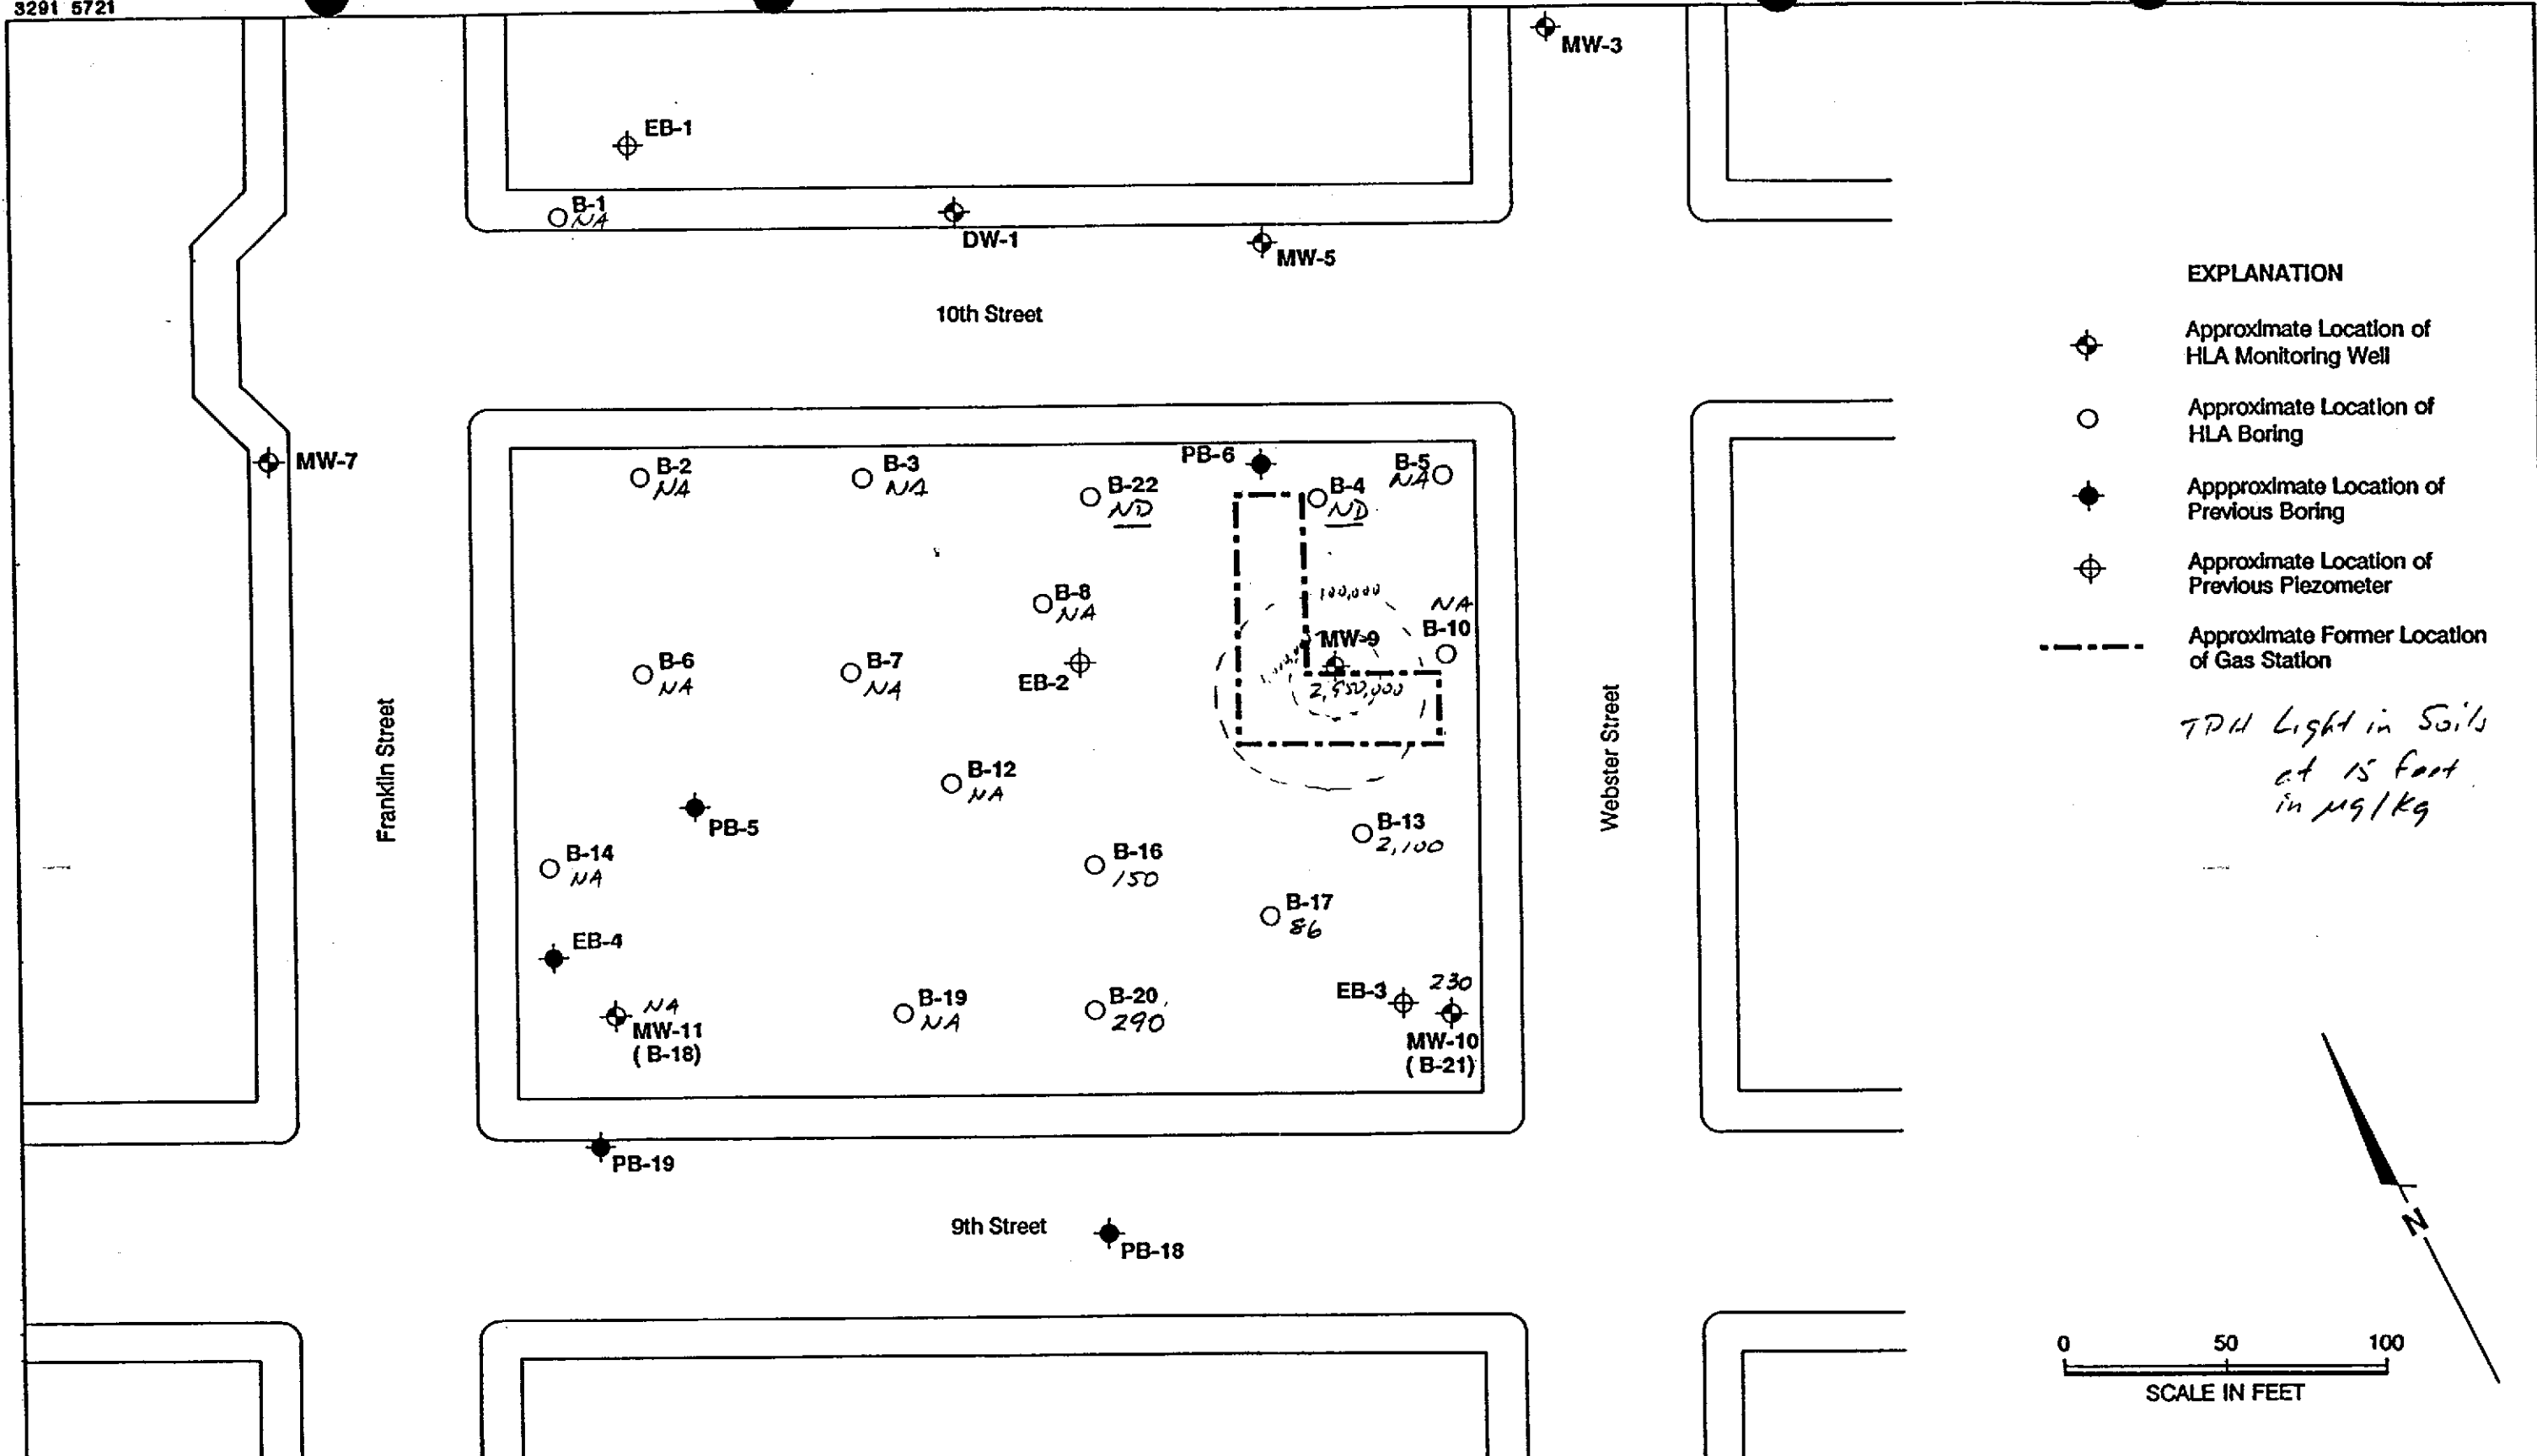 3291 5721
MW-3
EB-1
B-1
NA
DW-1
MW-5
10th Street
EXPLANATION
Approximate Location of
HLA Monitoring Well
Approximate Location of
HLA Boring
Appproximate Location of
Previous Boring
Approximate Location of
Previous Piezometer
Approximate Former Location
of Gas Station
TPH Light in Soils
at 15 feet
in µg/kg
MW-7
B-2
NA
B-3
NA
B-22
ND
PB-6
B-4
ND
B-5
NA
B-8
NA
100,000
NA
B-10
MW-9
2,950,000
B-6
NA
B-7
NA
EB-2
Franklin Street
Webster Street
B-12
NA
PB-5
B-13
2,100
B-14
NA
B-16
150
B-17
86
EB-4
NA
MW-11
(B-18)
B-19
NA
B-20
290
EB-3
230
MW-10
(B-21)
PB-19
9th Street
PB-18
N
0 50 100
SCALE IN FEET